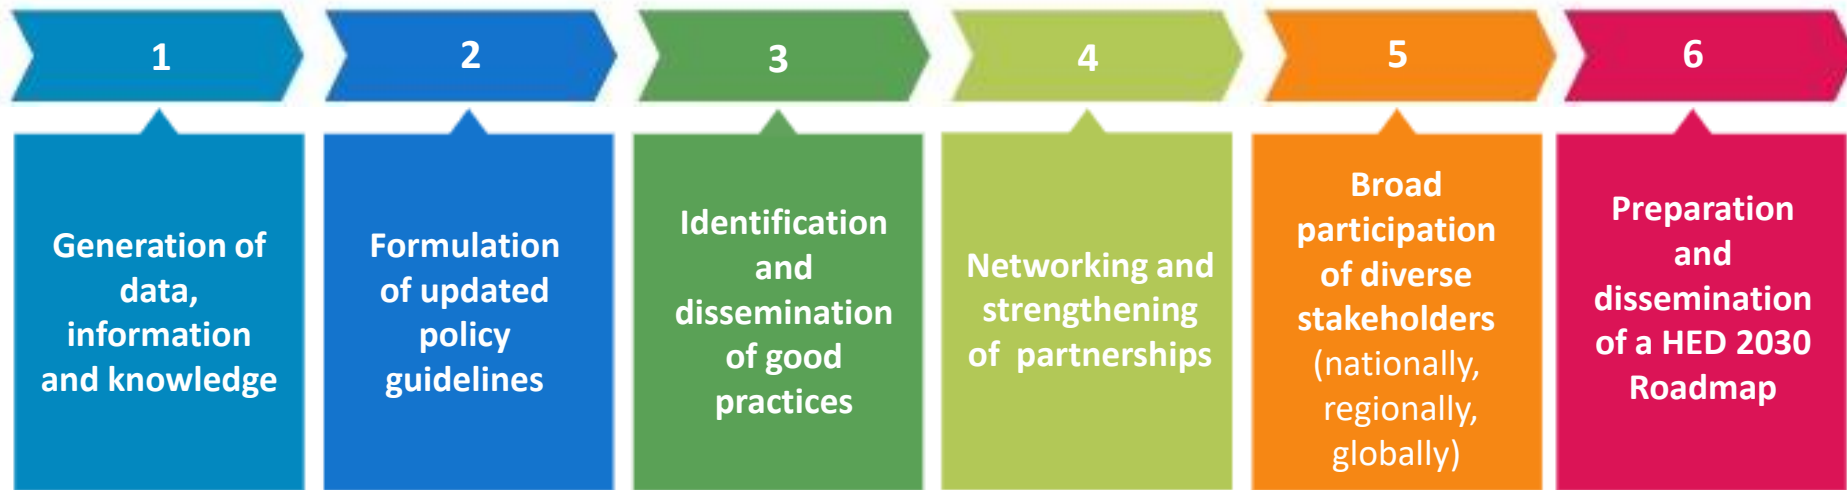 1
Generation of
data,
information
and knowledge
2
Formulation
of updated
policy
guidelines
3
Identification
and
dissemination
of good
practices
4
Networking and
strengthening
of partnerships
5
Broad
participation
of diverse
stakeholders
(nationally,
regionally,
globally)
6
Preparation
and
dissemination
of a HED 2030
Roadmap